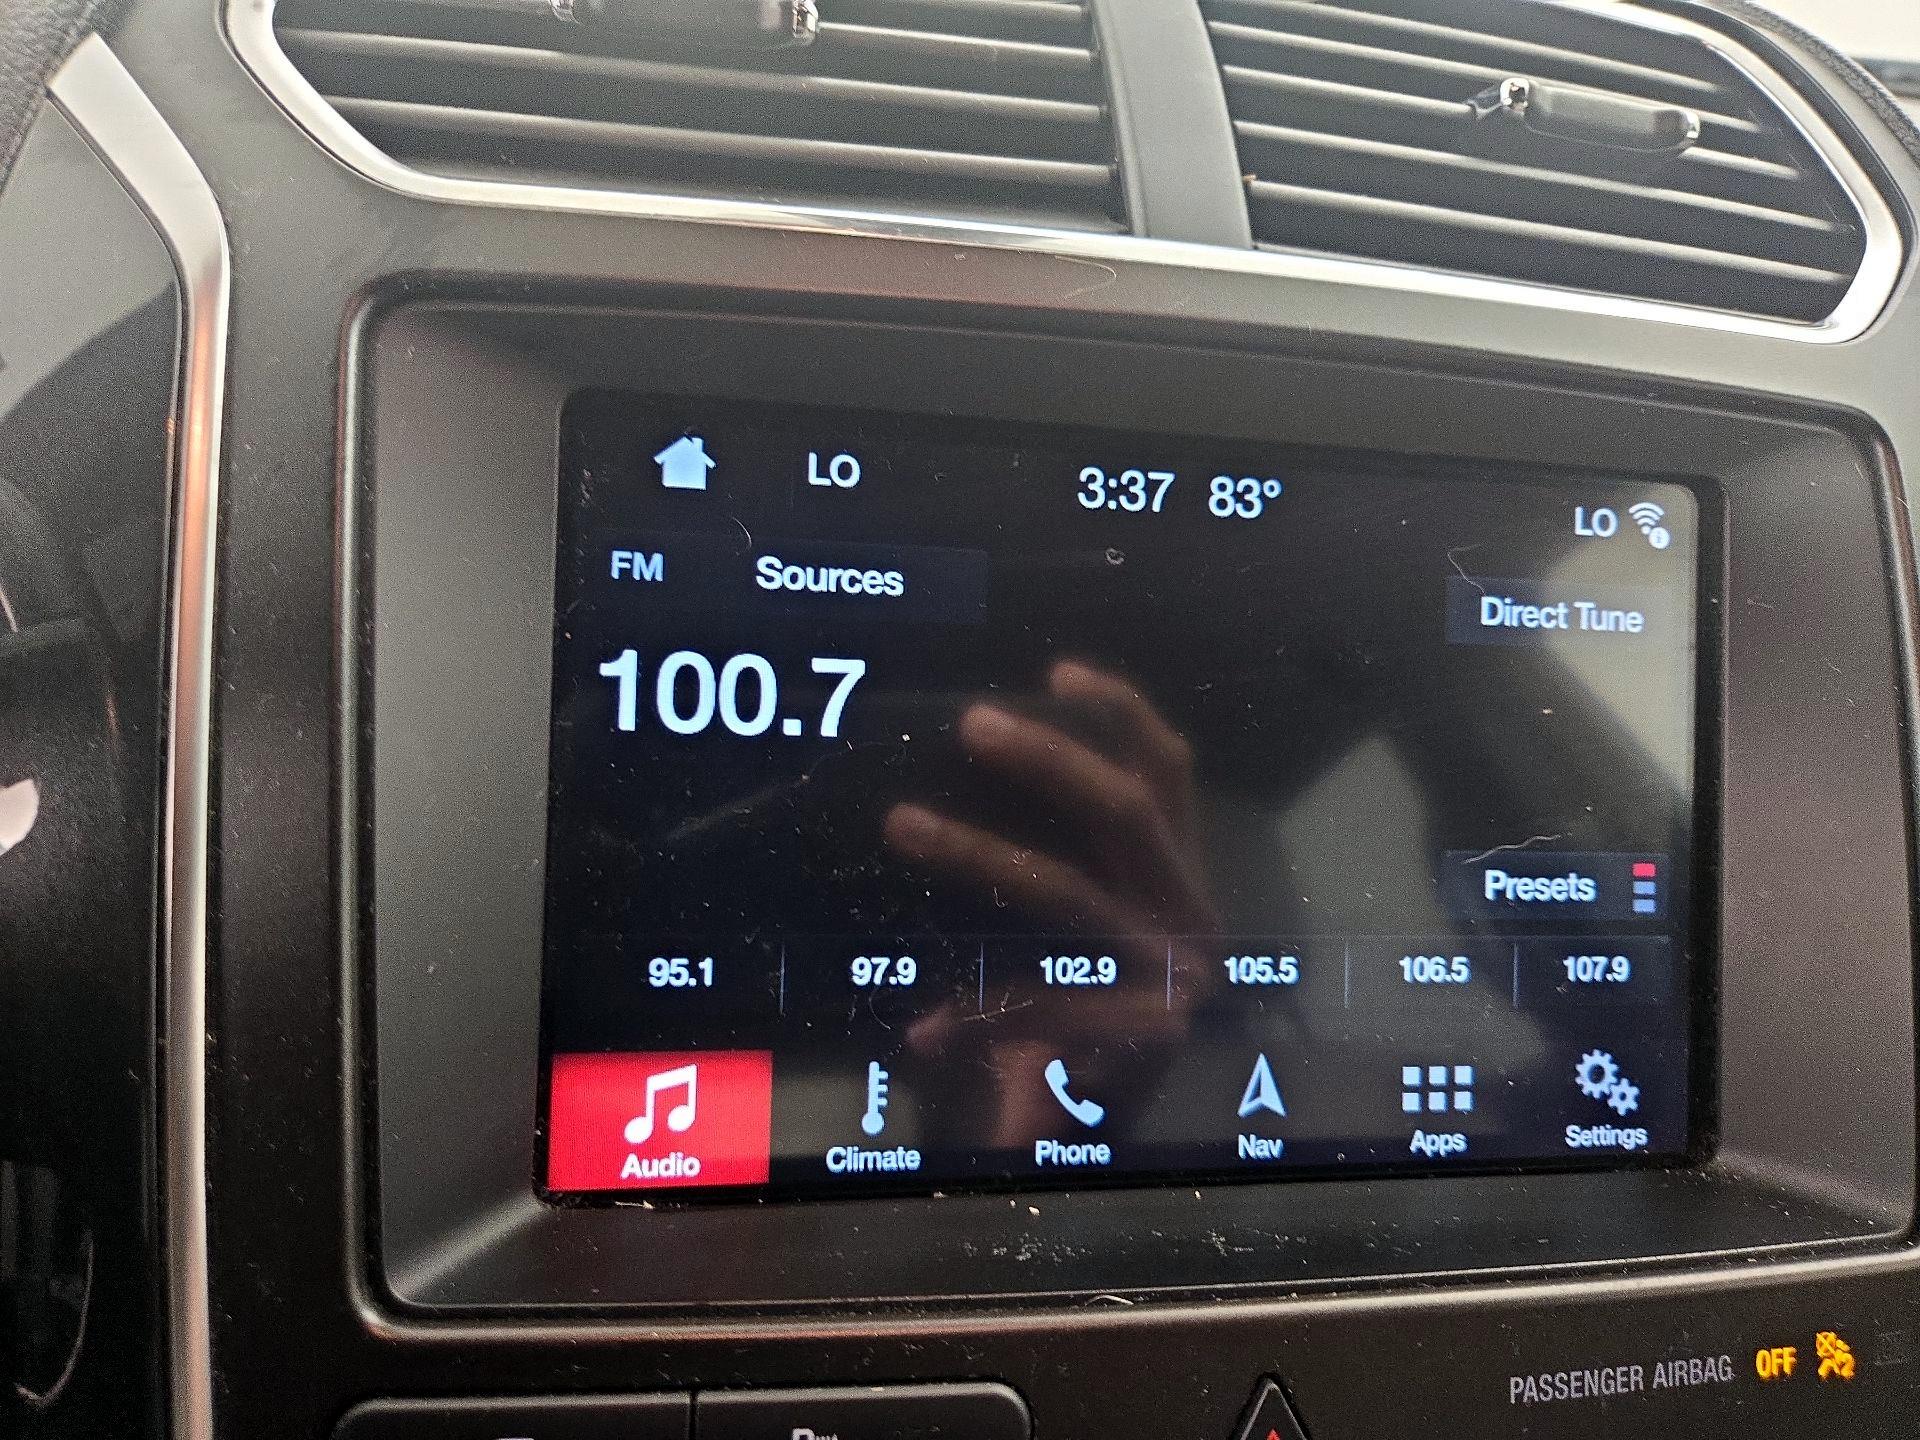 LO 3:37 83° LO
FM Sources
Direct Tune
100.7
Presets
95.1 97.9 102.9 105.5 106.5 107.9
Audio Climate Phone Nav Apps Settings
PASSENGER AIRBAG OFF